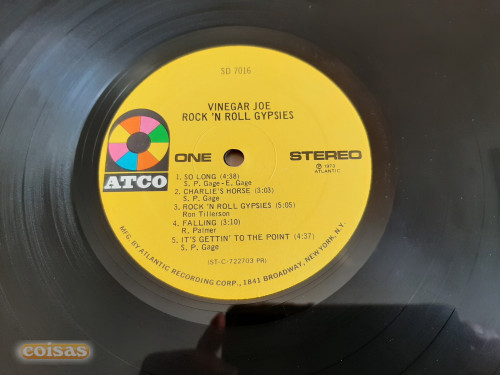 SD 7016
VINEGAR JOE
ROCK 'N ROLL GYPSIES
ATCO
ONE
STEREO
℗ 1973
ATLANTIC
1. SO LONG (4:38)
S. P. Gage - E. Gage
2. CHARLIE'S HORSE (3:03)
S. P. Gage
3. ROCK 'N ROLL GYPSIES (5:05)
Ron Tillerson
4. FALLING (3:10)
R. Palmer
5. IT'S GETTIN' TO THE POINT (4:37)
S. P. Gage
(ST-C-722703 PR)
MFG. BY ATLANTIC RECORDING CORP., 1841 BROADWAY, NEW YORK, N.Y.
coisas